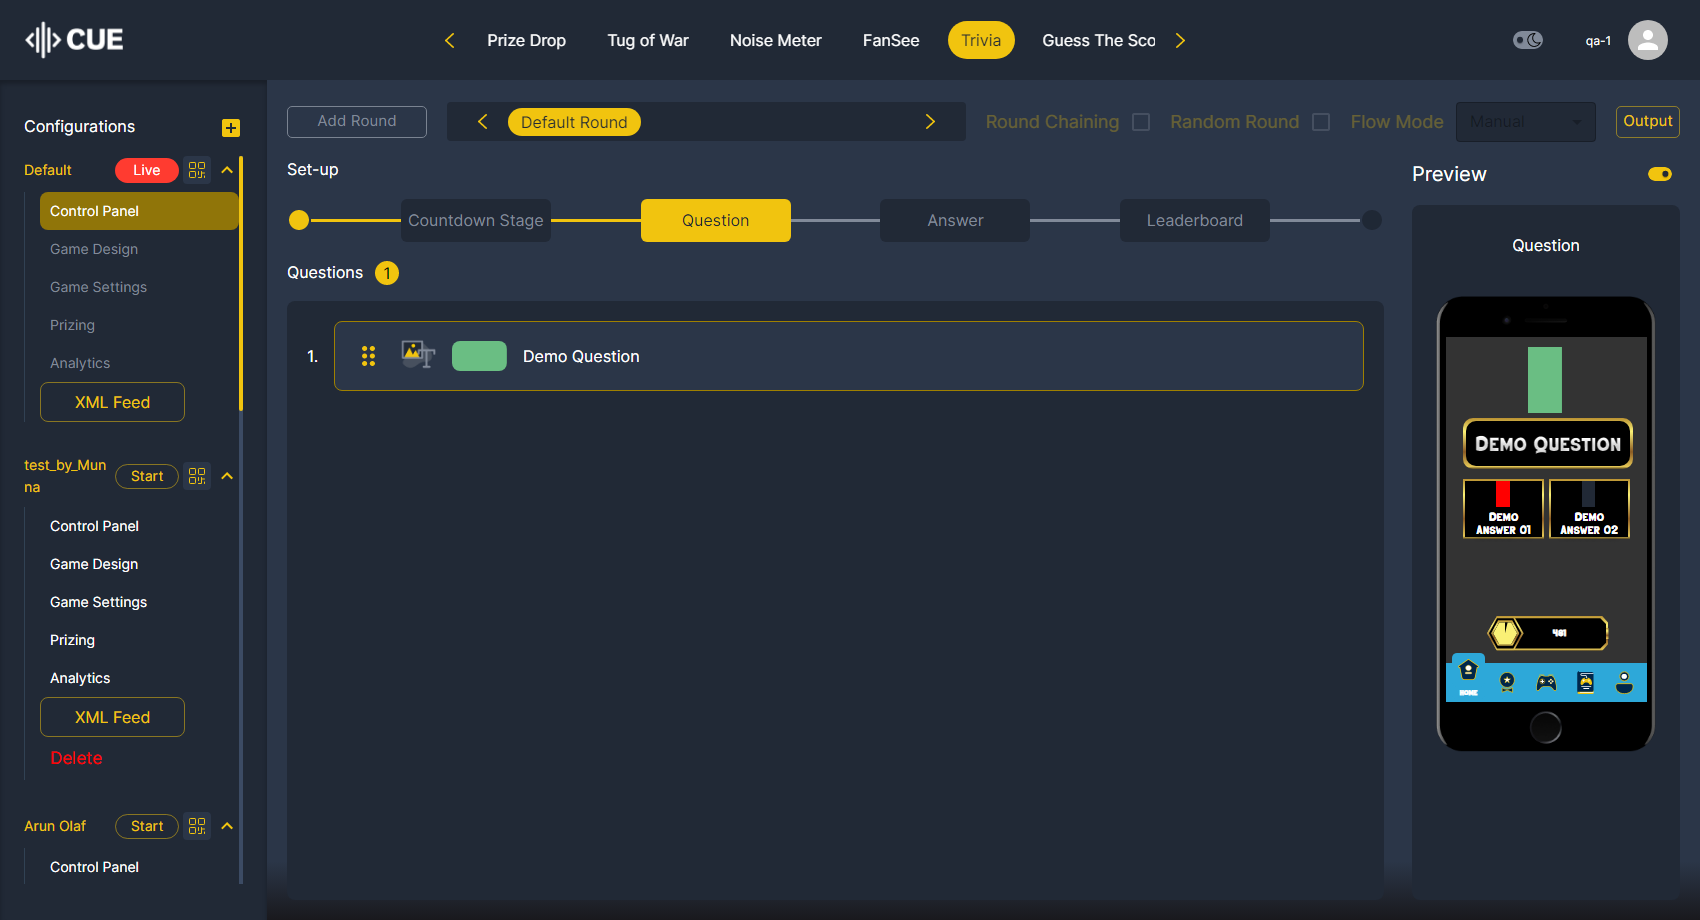 CUE
Prize Drop
Tug of War
Noise Meter
FanSee
Trivia
Guess The Sco
qa-1
Configurations
Add Round
Default Round
Round Chaining
Random Round
Flow Mode
Manual
Output
Default
Live
Control Panel
Game Design
Game Settings
Prizing
Analytics
XML Feed
test_by_Mun
na
Start
Control Panel
Game Design
Game Settings
Prizing
Analytics
XML Feed
Delete
Arun Olaf
Start
Control Panel
Set-up
Countdown Stage
Question
Answer
Leaderboard
Questions
1
1.
Demo Question
Preview
Question
Demo Question
Demo
Answer 01
Demo
Answer 02
481
HOME